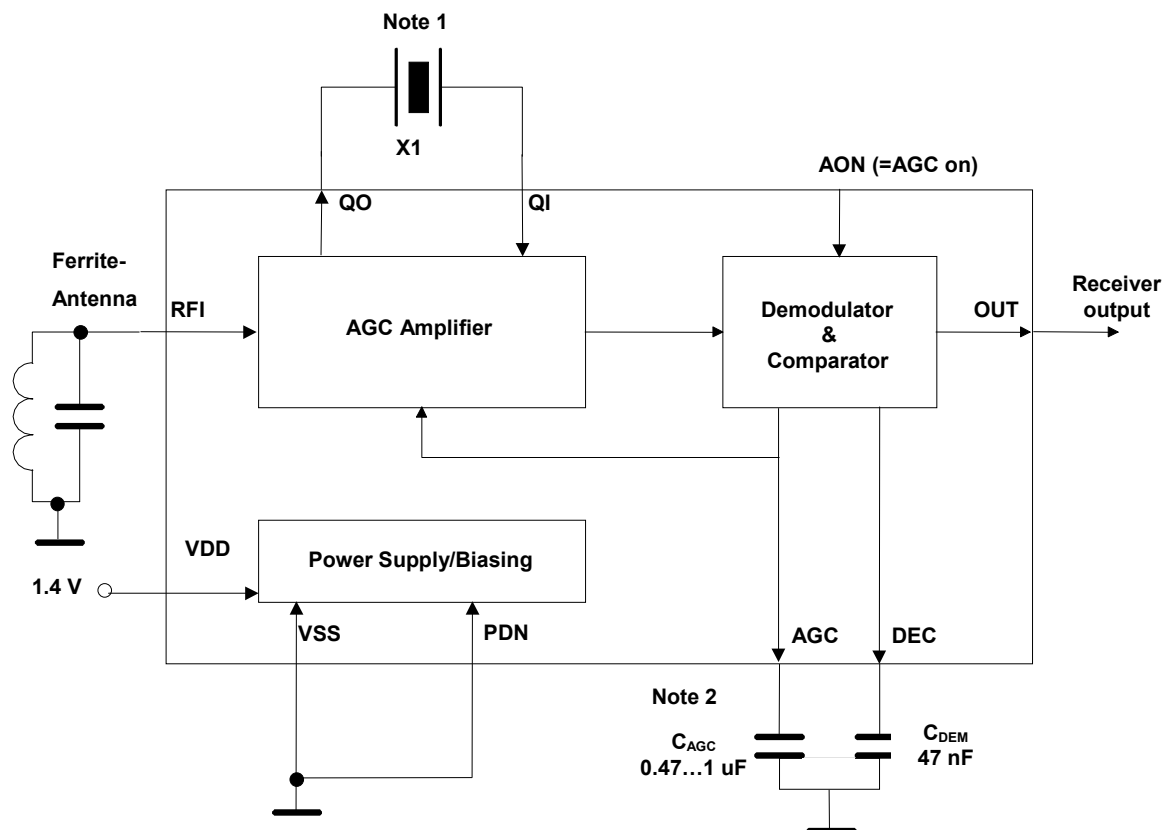 Note 1
X1
AON (=AGC on)
QO
QI
Ferrite-
Antenna
RFI
AGC Amplifier
Demodulator
&
Comparator
OUT
Receiver
output
VDD
1.4 V
Power Supply/Biasing
VSS
PDN
AGC
DEC
Note 2
CAGC
0.47…1 uF
CDEM
47 nF